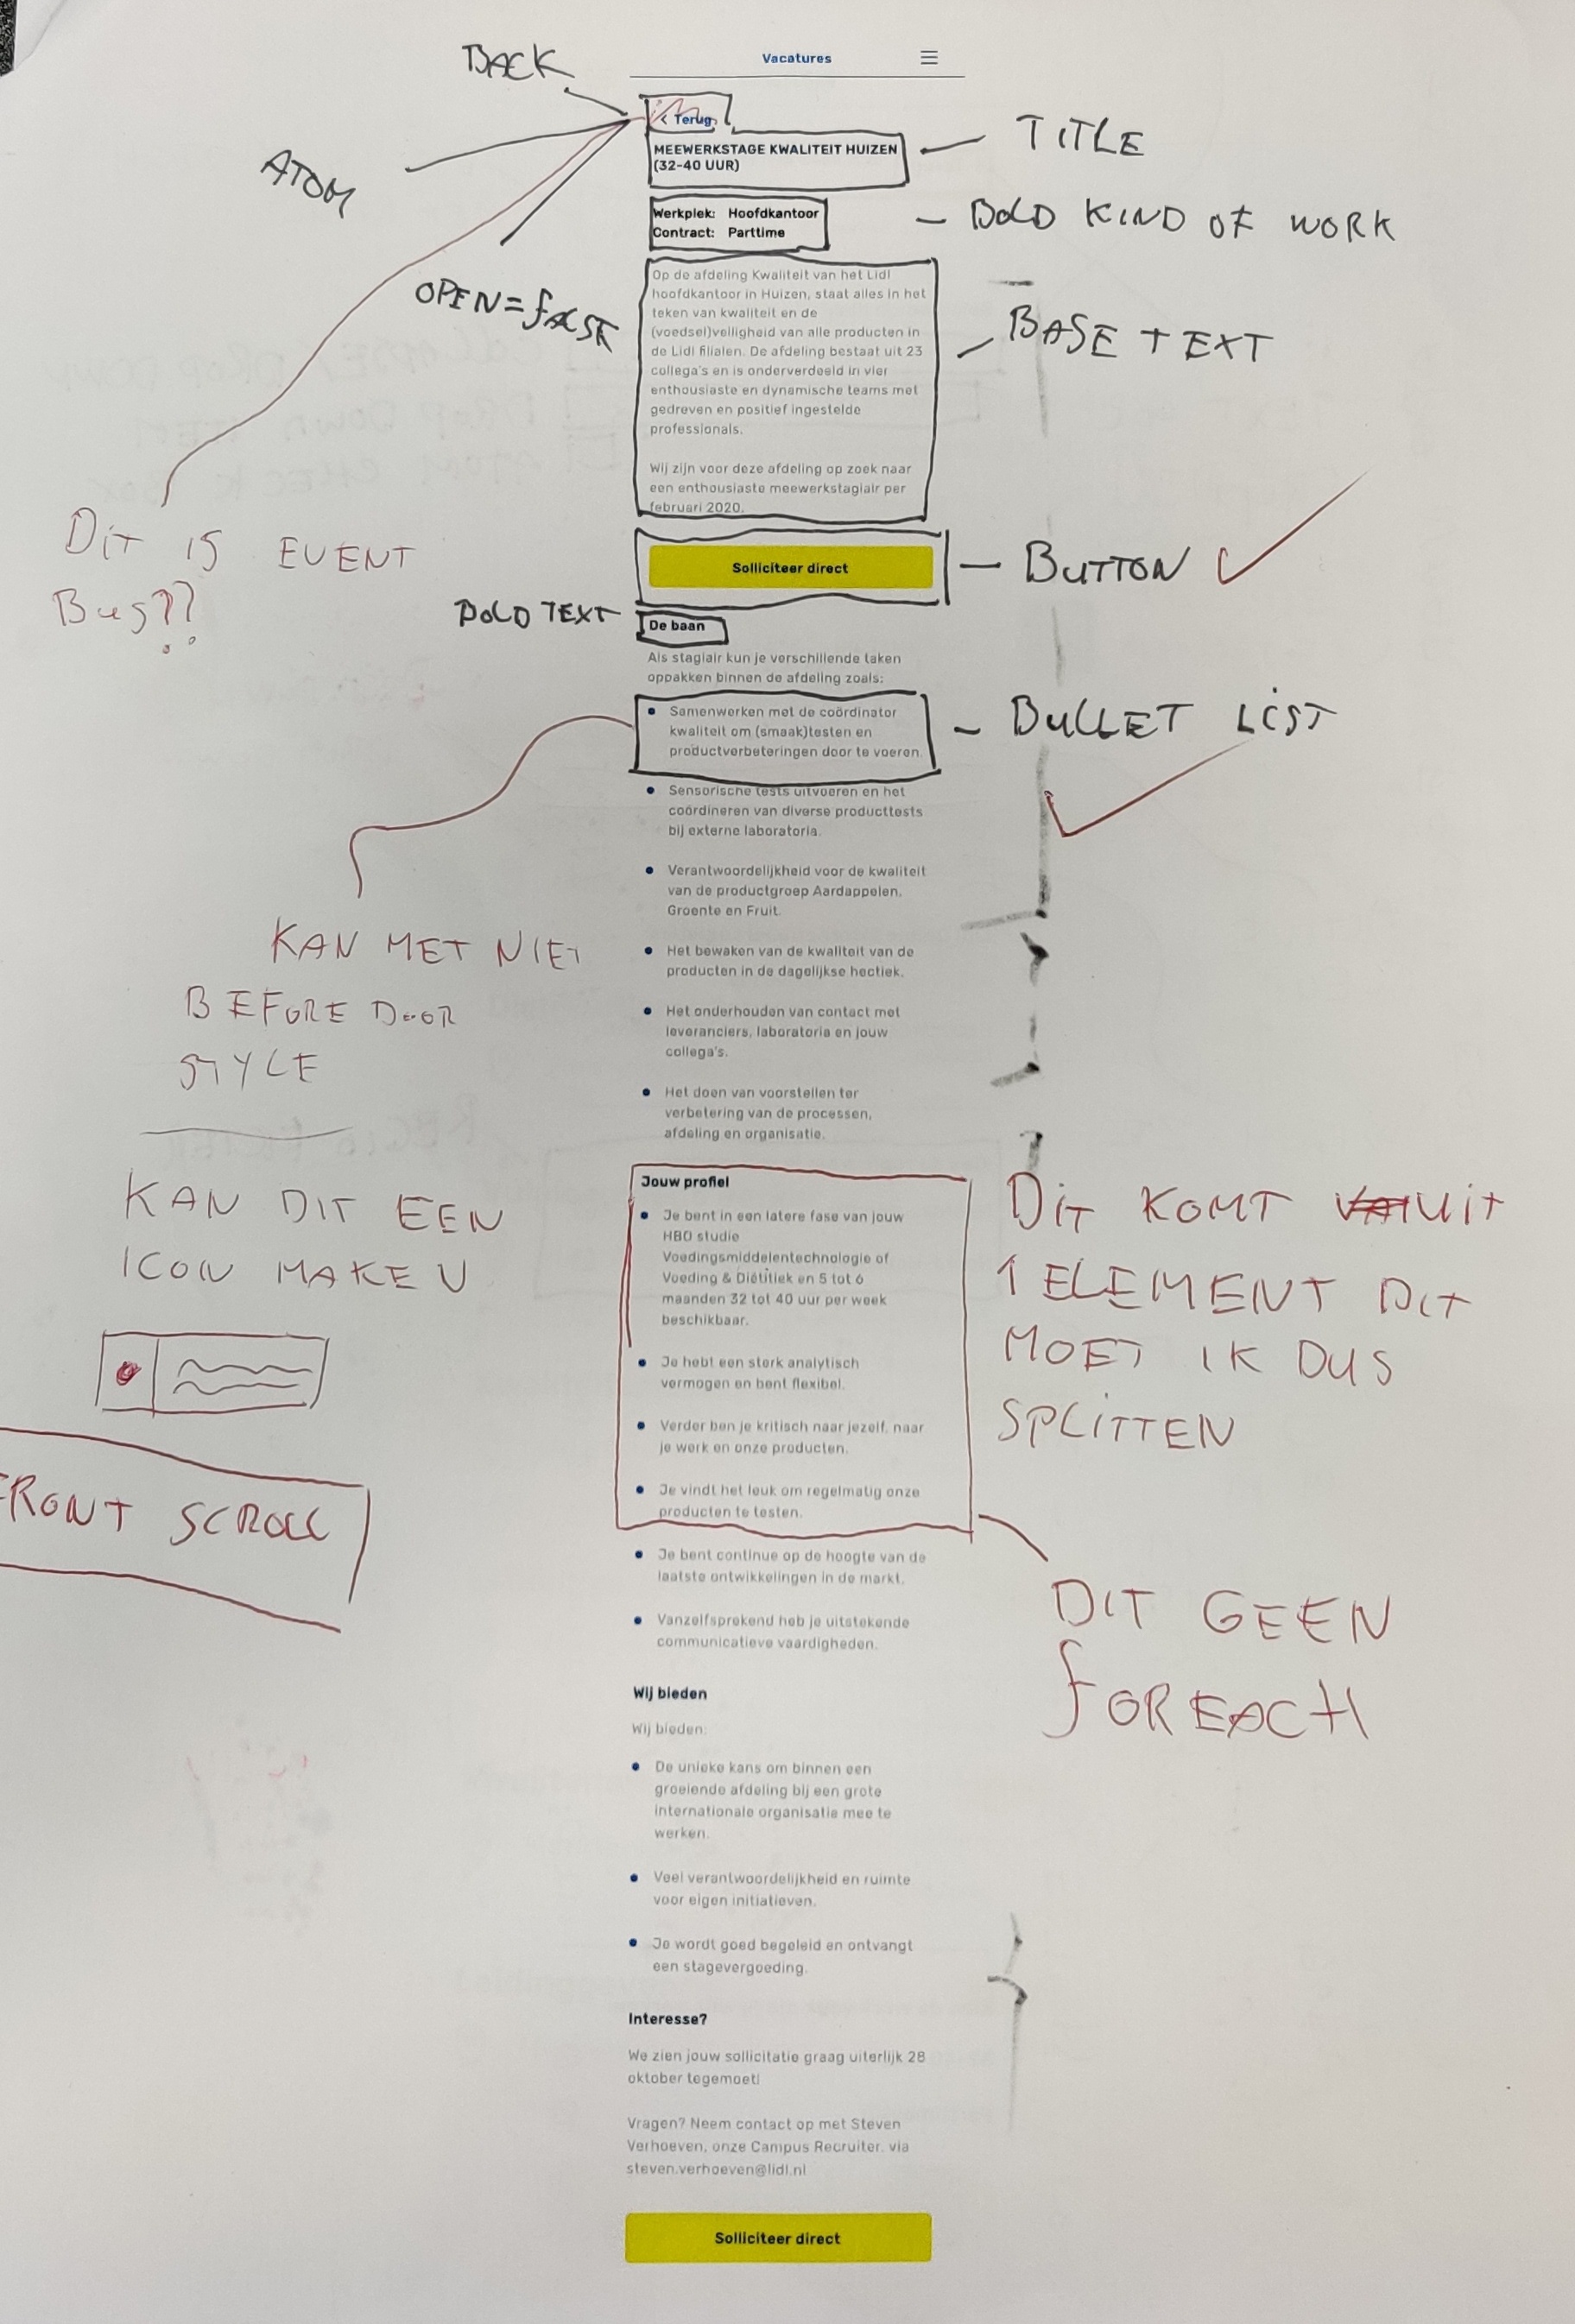 Vacatures
BACK
< Terug
MEEWERKSTAGE KWALITEIT HUIZEN
(32-40 UUR)
TITLE
ATOM
Werkplek: Hoofdkantoor
Contract: Parttime
BOLD KIND OF WORK
OPEN = fALSE
Op de afdeling Kwaliteit van het Lidl
hoofdkantoor in Huizen, staat alles in het
teken van kwaliteit en de
(voedsel)veiligheid van alle producten in
de Lidl filialen. De afdeling bestaat uit 23
collega's en is onderverdeeld in vier
enthousiaste en dynamische teams met
gedreven en positief ingestelde
professionals.
BASE TEXT
Wij zijn voor deze afdeling op zoek naar
een enthousiaste meewerkstagiair per
februari 2020.
DIT IS EVENT
BUS??
Solliciteer direct
BUTTON ✓
BOLD TEXT
De baan
Als stagiair kun je verschillende taken
oppakken binnen de afdeling zoals:
• Samenwerken met de coördinator
kwaliteit om (smaak)testen en
productverbeteringen door te voeren.
BULLET LIST ✓
• Sensorische tests uitvoeren en het
coördineren van diverse producttests
bij externe laboratoria.
• Verantwoordelijkheid voor de kwaliteit
van de productgroep Aardappelen,
Groente en Fruit.
KAN MET NIET
BEFORE DOOR
STYLE
• Het bewaken van de kwaliteit van de
producten in de dagelijkse hectiek.
• Het onderhouden van contact met
leveranciers, laboratoria en jouw
collega's.
• Het doen van voorstellen ter
verbetering van de processen,
afdeling en organisatie.
KAN DIT EEN
ICON MAKEN
Jouw profiel
• Je bent in een latere fase van jouw
HBO studie
Voedingsmiddelentechnologie of
Voeding & Diëtitiek en 5 tot 6
maanden 32 tot 40 uur per week
beschikbaar.
• Je hebt een sterk analytisch
vermogen en bent flexibel.
• Verder ben je kritisch naar jezelf, naar
je werk en onze producten.
• Je vindt het leuk om regelmatig onze
producten te testen.
DIT KOMT UIT
1 ELEMENT DIT
MOET IK DUS
SPLITTEN
FRONT SCROLL
• Je bent continue op de hoogte van de
laatste ontwikkelingen in de markt.
• Vanzelfsprekend heb je uitstekende
communicatieve vaardigheden.
DIT GEEN
fOREACH
Wij bieden
Wij bieden:
• De unieke kans om binnen een
groeiende afdeling bij een grote
internationale organisatie mee te
werken.
• Veel verantwoordelijkheid en ruimte
voor eigen initiatieven.
• Je wordt goed begeleid en ontvangt
een stagevergoeding.
Interesse?
We zien jouw sollicitatie graag uiterlijk 28
oktober tegemoet!
Vragen? Neem contact op met Steven
Verhoeven, onze Campus Recruiter, via
steven.verhoeven@lidl.nl
Solliciteer direct